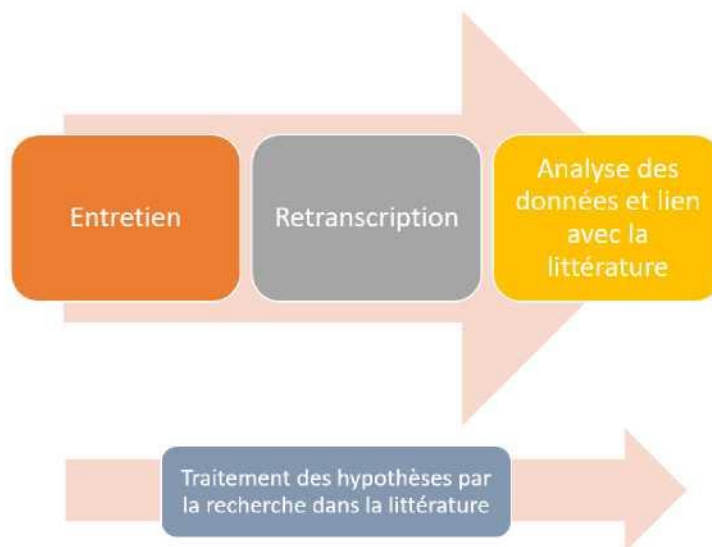 Entretien
Retranscription
Analyse des
données et lien
avec la
littérature
Traitement des hypothèses par
la recherche dans la littérature